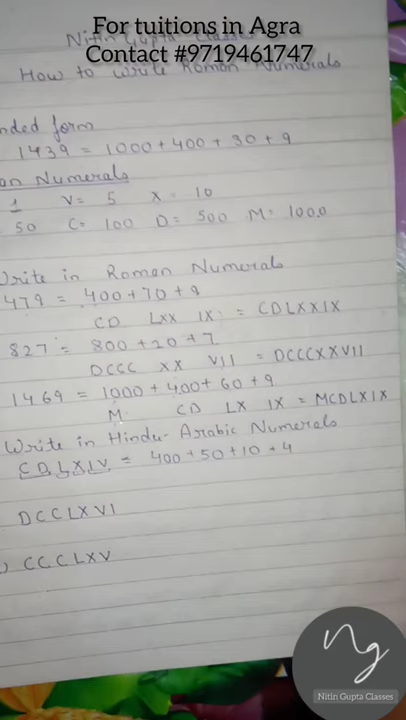 For tuitions in Agra
Contact #9719461747
Nitin Gupta Classes
How to write Roman Numerals
nded form
1439 = 1000 + 400 + 30 + 9
an Numerals
1 V = 5 X = 10
50 C = 100 D = 500 M = 1000
Write in Roman Numerals
479 = 400 + 70 + 9
CD LXX IX = CDLXXIX
827 = 800 + 20 + 7
DCCC XX VII = DCCCXXVII
1469 = 1000 + 400 + 60 + 9
M CD LX IX = MCDLXIX
Write in Hindu-Arabic Numerals
CDLXIV = 400 + 50 + 10 + 4
DCCLXVI
) CCCLXV
ng
Nitin Gupta Classes